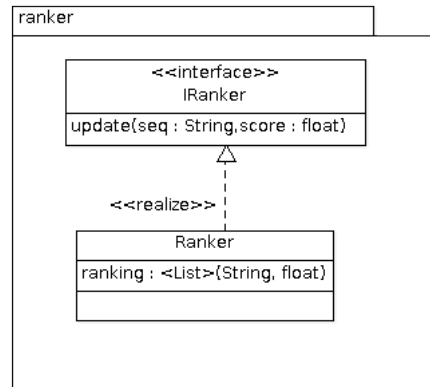 ranker
<<interface>>
IRanker
update(seq : String,score : float)
<<realize>>
Ranker
ranking : <List>(String, float)